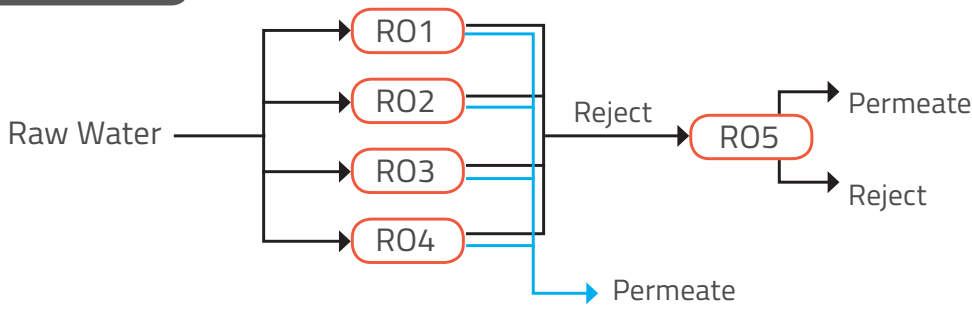 RO1
RO2
RO3
RO4
Raw Water
Reject
RO5
Permeate
Reject
Permeate